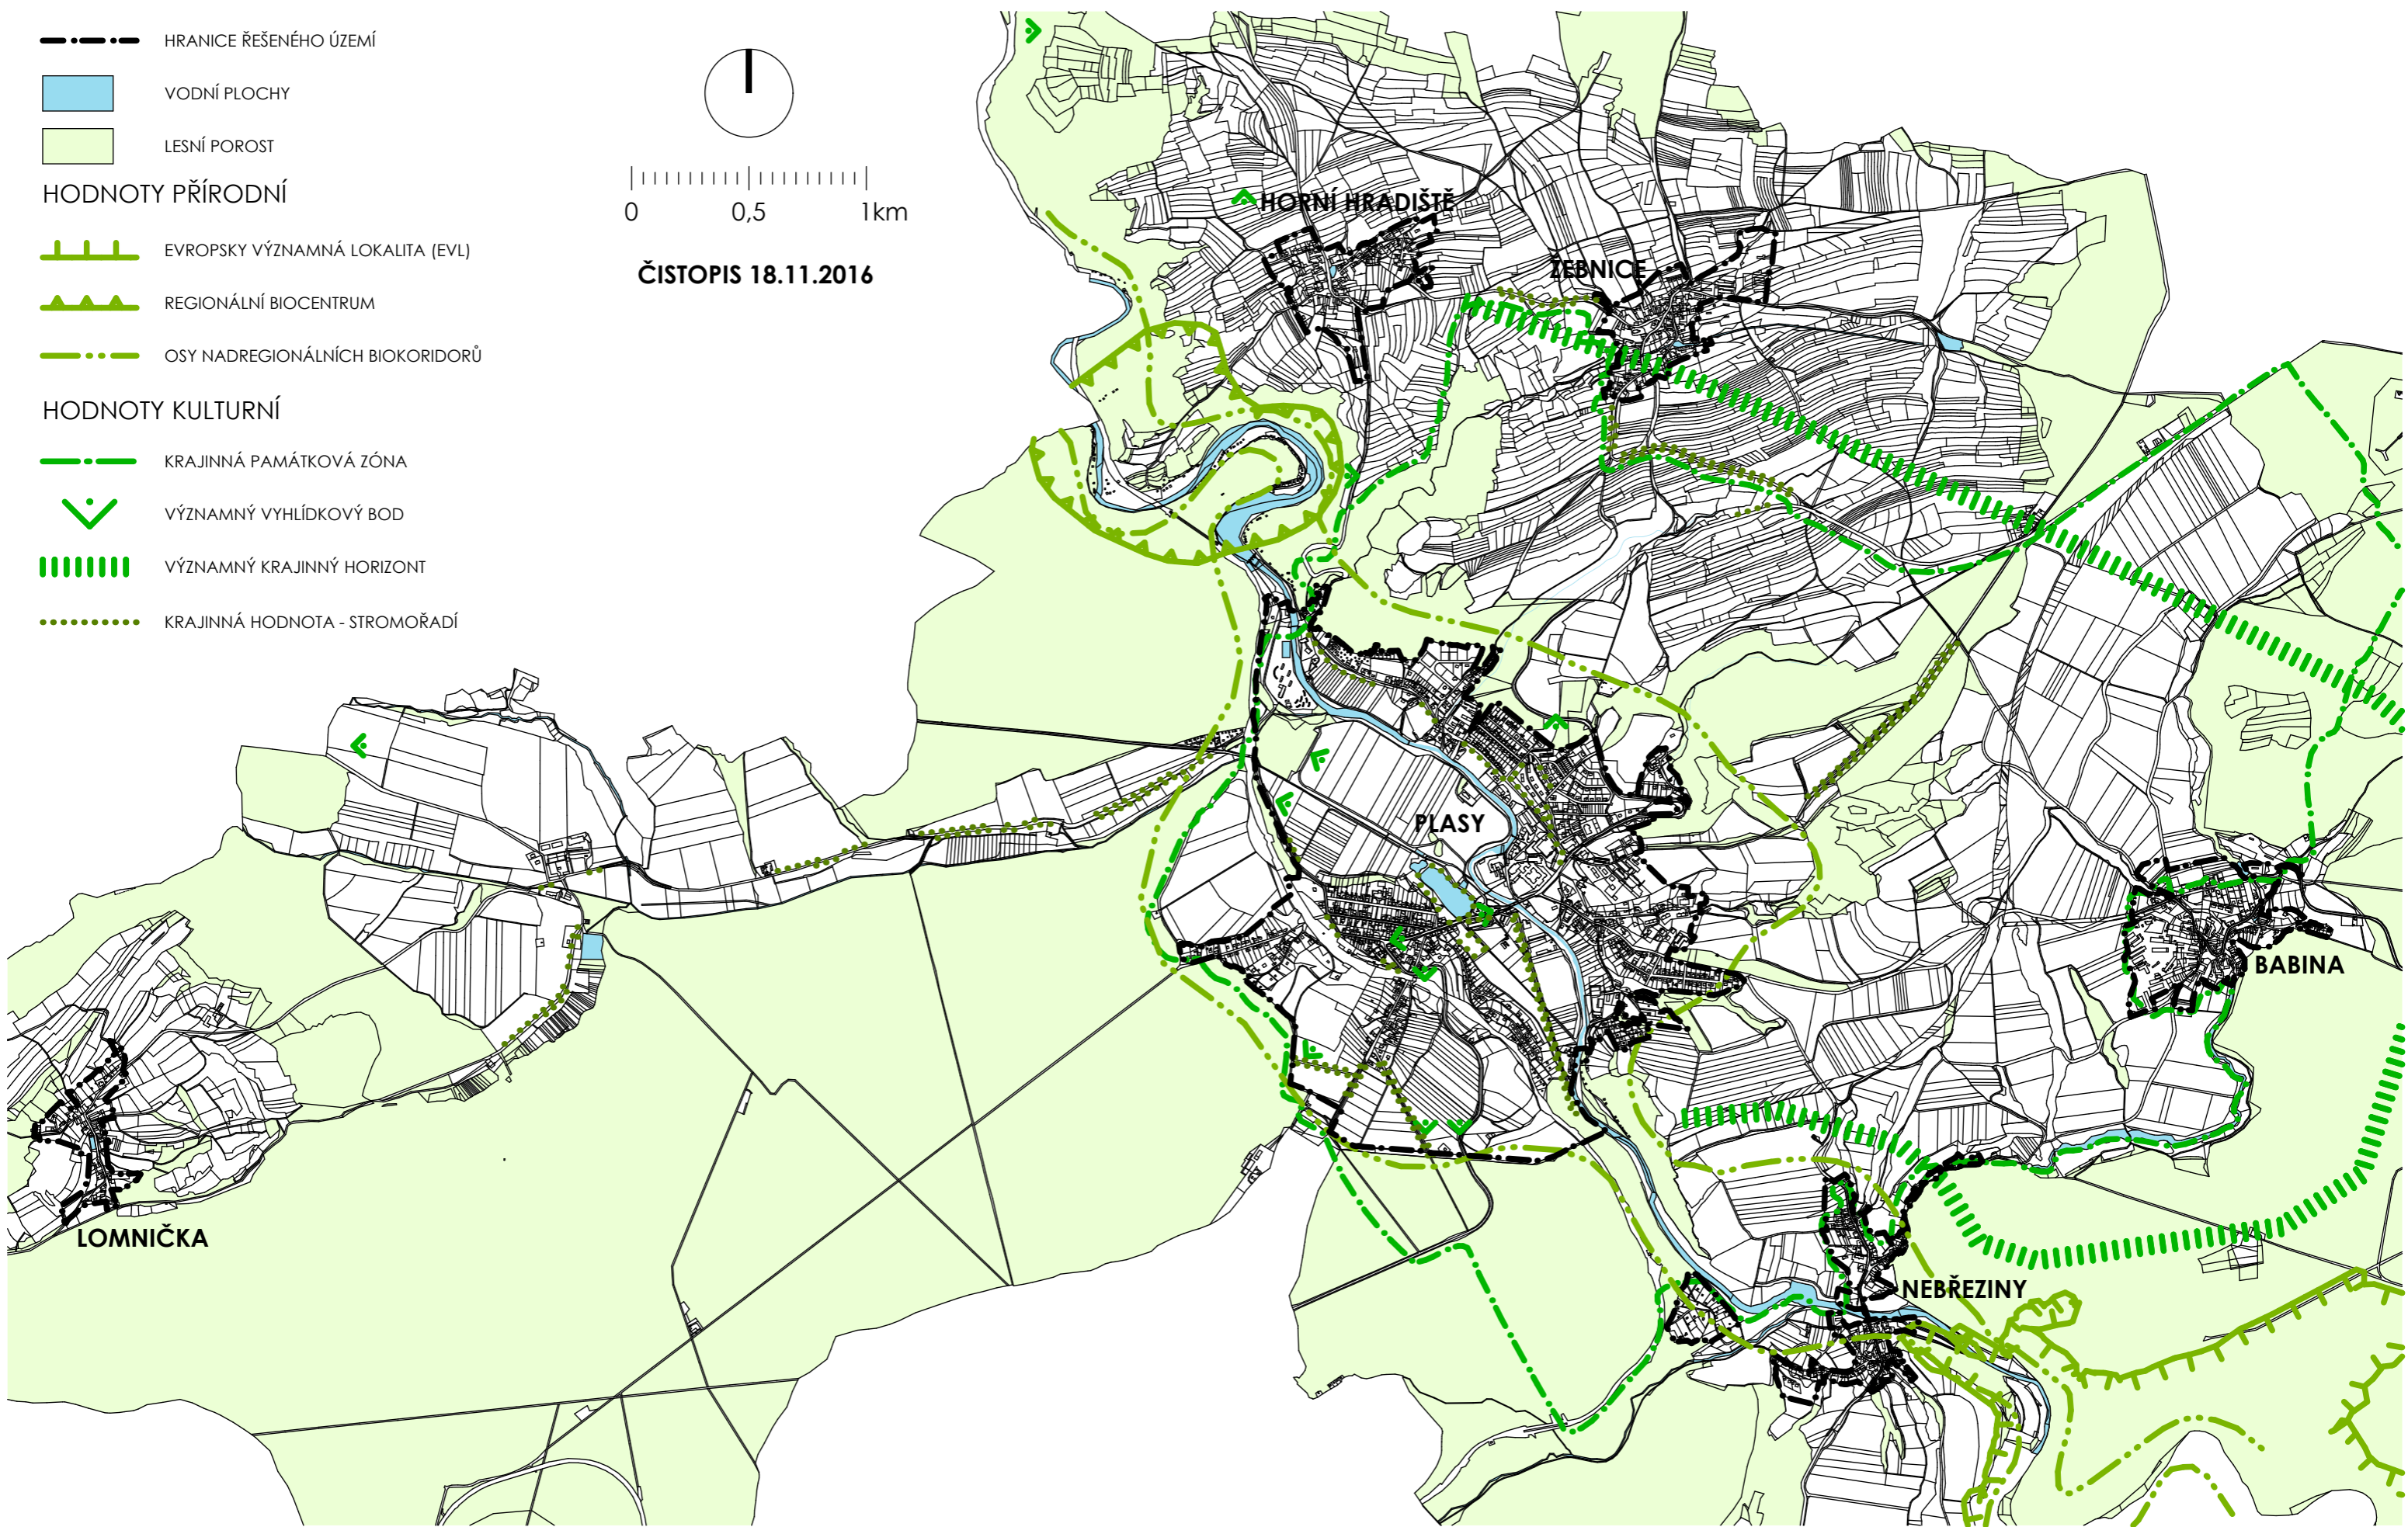 HRANICE ŘEŠENÉHO ÚZEMÍ
VODNÍ PLOCHY
LESNÍ POROST
HODNOTY PŘÍRODNÍ
EVROPSKY VÝZNAMNÁ LOKALITA (EVL)
REGIONÁLNÍ BIOCENTRUM
OSY NADREGIONÁLNÍCH BIOKORIDORŮ
HODNOTY KULTURNÍ
KRAJINNÁ PAMÁTKOVÁ ZÓNA
VÝZNAMNÝ VYHLÍDKOVÝ BOD
VÝZNAMNÝ KRAJINNÝ HORIZONT
KRAJINNÁ HODNOTA - STROMOŘADÍ
0 0,5 1km
ČISTOPIS 18.11.2016
HORNÍ HRADIŠTĚ
ŽEBNICE
PLASY
BABINA
LOMNIČKA
NEBŘEZINY